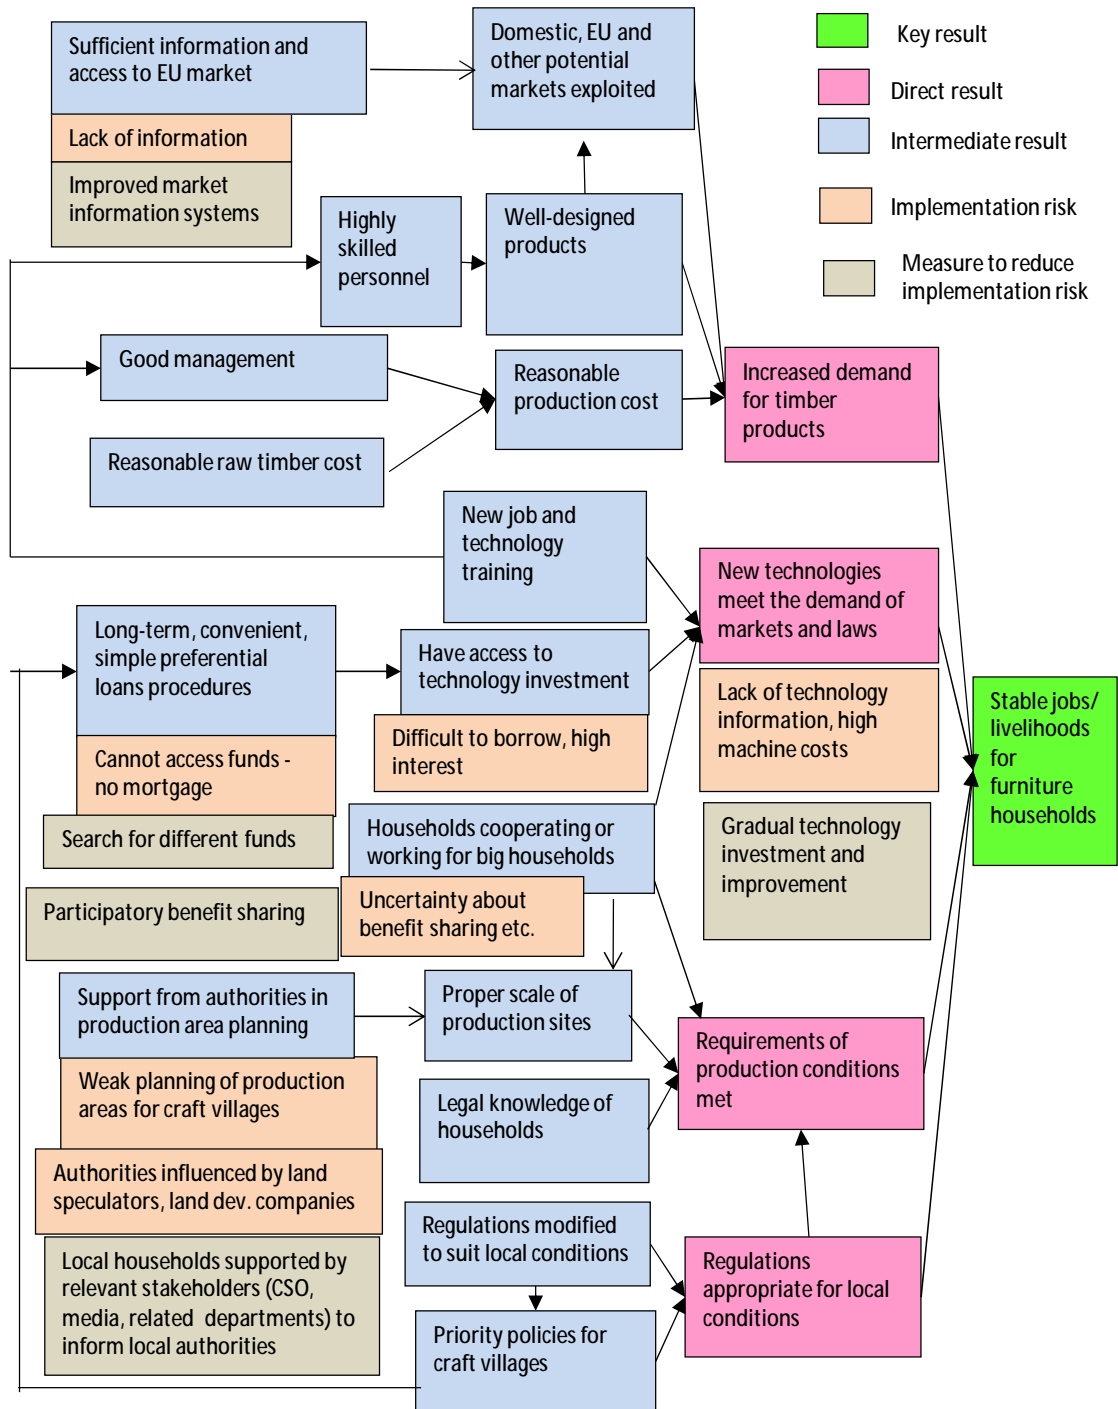 Sufficient information and
access to EU market
Lack of information
Improved market
information systems
Domestic, EU and
other potential
markets exploited
Key result
Direct result
Intermediate result
Implementation risk
Measure to reduce
implementation risk
Highly
skilled
personnel
Well-designed
products
Good management
Reasonable
production cost
Reasonable raw timber cost
Increased demand
for timber
products
New job and
technology
training
New technologies
meet the demand of
markets and laws
Long-term, convenient,
simple preferential
loans procedures
Have access to
technology investment
Cannot access funds -
no mortgage
Difficult to borrow, high
interest
Lack of technology
information, high
machine costs
Stable jobs/
livelihoods
for
furniture
households
Search for different funds
Households cooperating or
working for big households
Gradual technology
investment and
improvement
Participatory benefit sharing
Uncertainty about
benefit sharing etc.
Support from authorities in
production area planning
Proper scale of
production sites
Requirements of
production conditions
met
Weak planning of production
areas for craft villages
Legal knowledge of
households
Authorities influenced by land
speculators, land dev. companies
Regulations modified
to suit local conditions
Regulations
appropriate for local
conditions
Local households supported by
relevant stakeholders (CSO,
media, related departments) to
inform local authorities
Priority policies for
craft villages